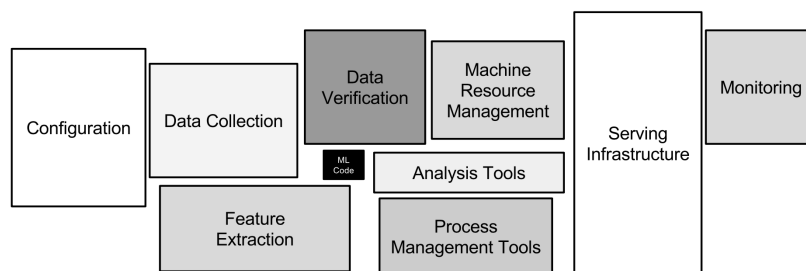 Configuration
Data Collection
Data
Verification
Machine
Resource
Management
Serving
Infrastructure
Monitoring
ML
Code
Analysis Tools
Feature
Extraction
Process
Management Tools